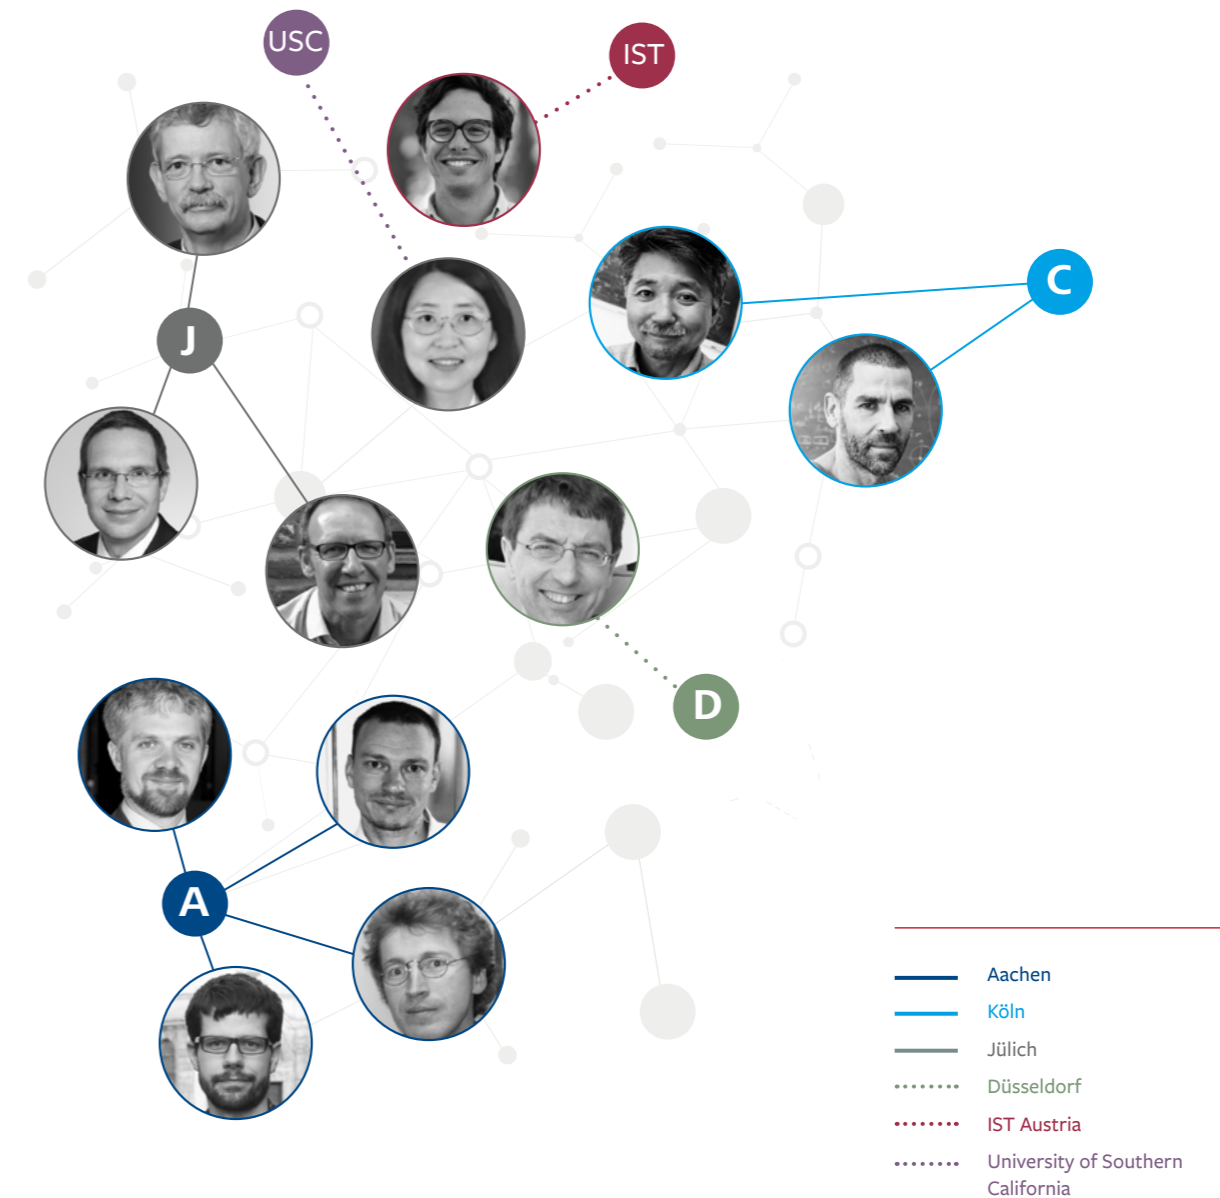 USC
IST
C
J
D
A
Aachen
Köln
Jülich
Düsseldorf
IST Austria
University of Southern
California